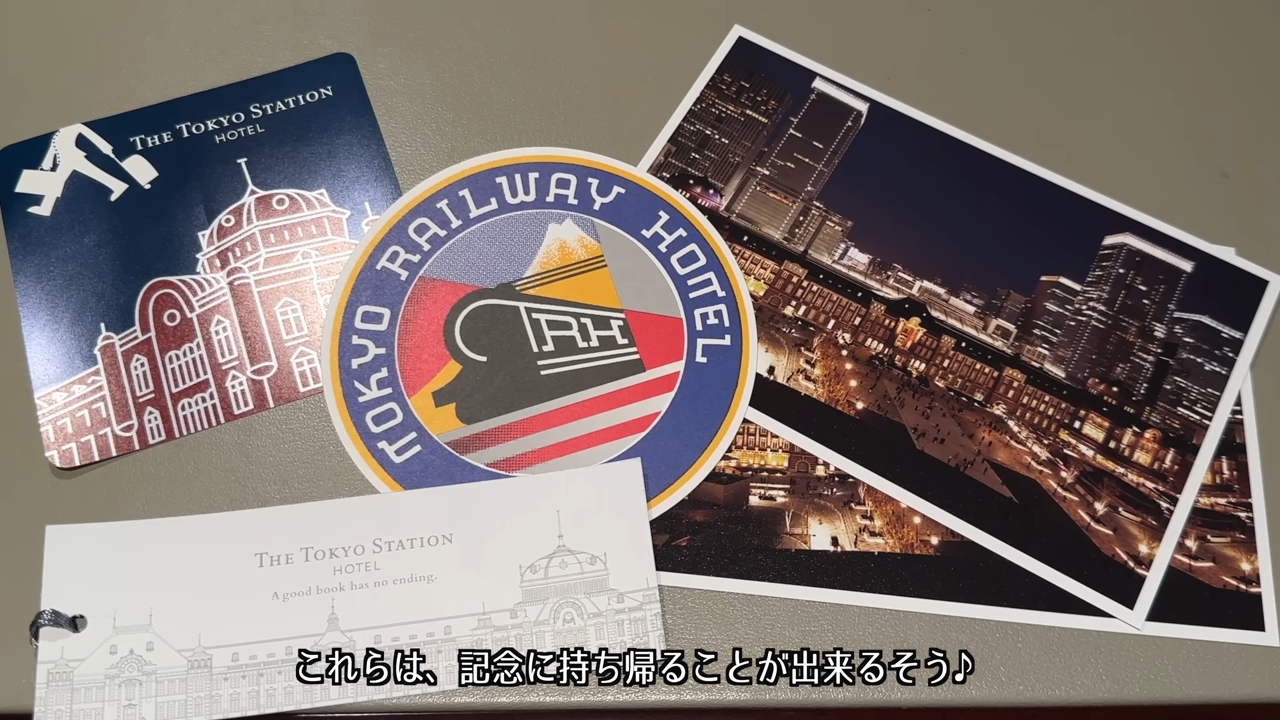 THE TOKYO STATION
HOTEL
TOKYO RAILWAY HOTEL
TRH
THE TOKYO STATION
HOTEL
A good book has no ending.
これらは、記念に持ち帰ることが出来るそう♪